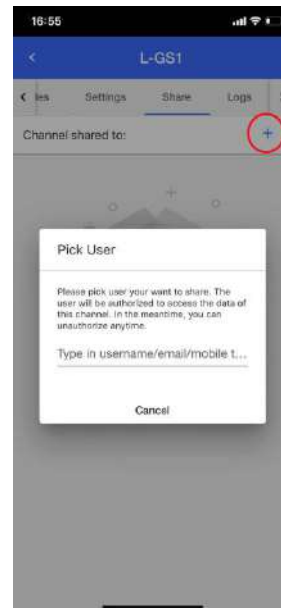 16:55
L-GS1
les Settings Share Logs
Channel shared to:
Pick User
Please pick user your want to share. The
user will be authorized to access the data of
this channel. In the meantime, you can
unauthorize anytime.
Type in username/email/mobile t...
Cancel